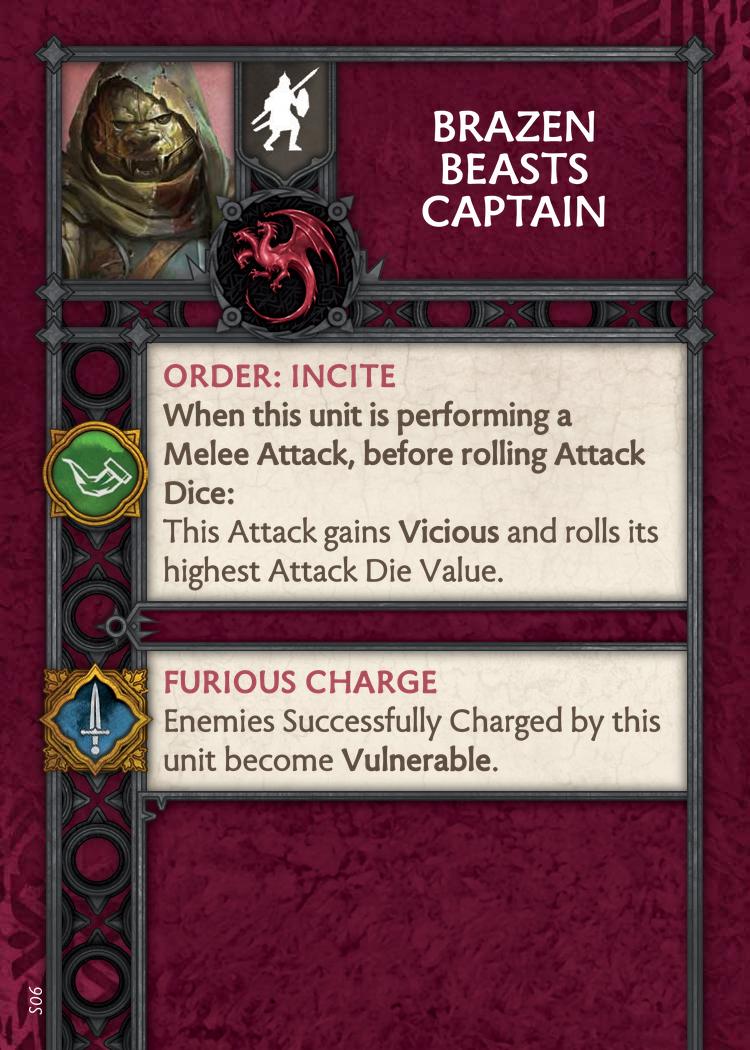 BRAZEN
BEASTS
CAPTAIN
ORDER: INCITE
When this unit is performing a
Melee Attack, before rolling Attack
Dice:
This Attack gains Vicious and rolls its
highest Attack Die Value.
FURIOUS CHARGE
Enemies Successfully Charged by this
unit become Vulnerable.
S06